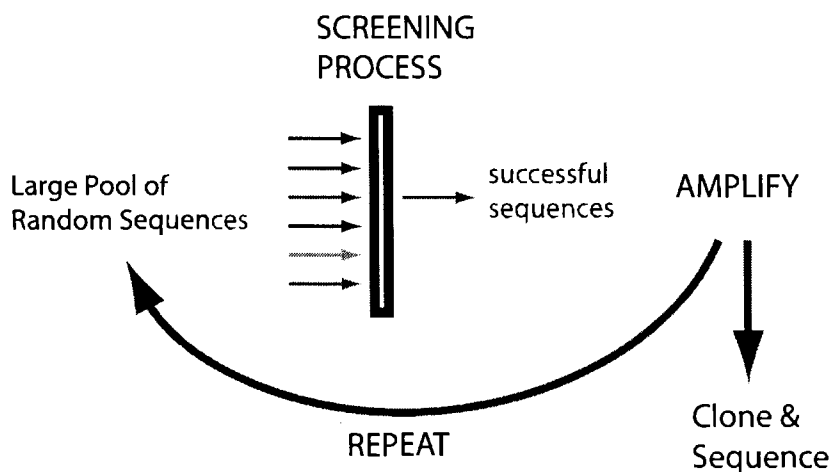 SCREENING
PROCESS
Large Pool of
Random Sequences
successful
sequences
AMPLIFY
REPEAT
Clone &
Sequence